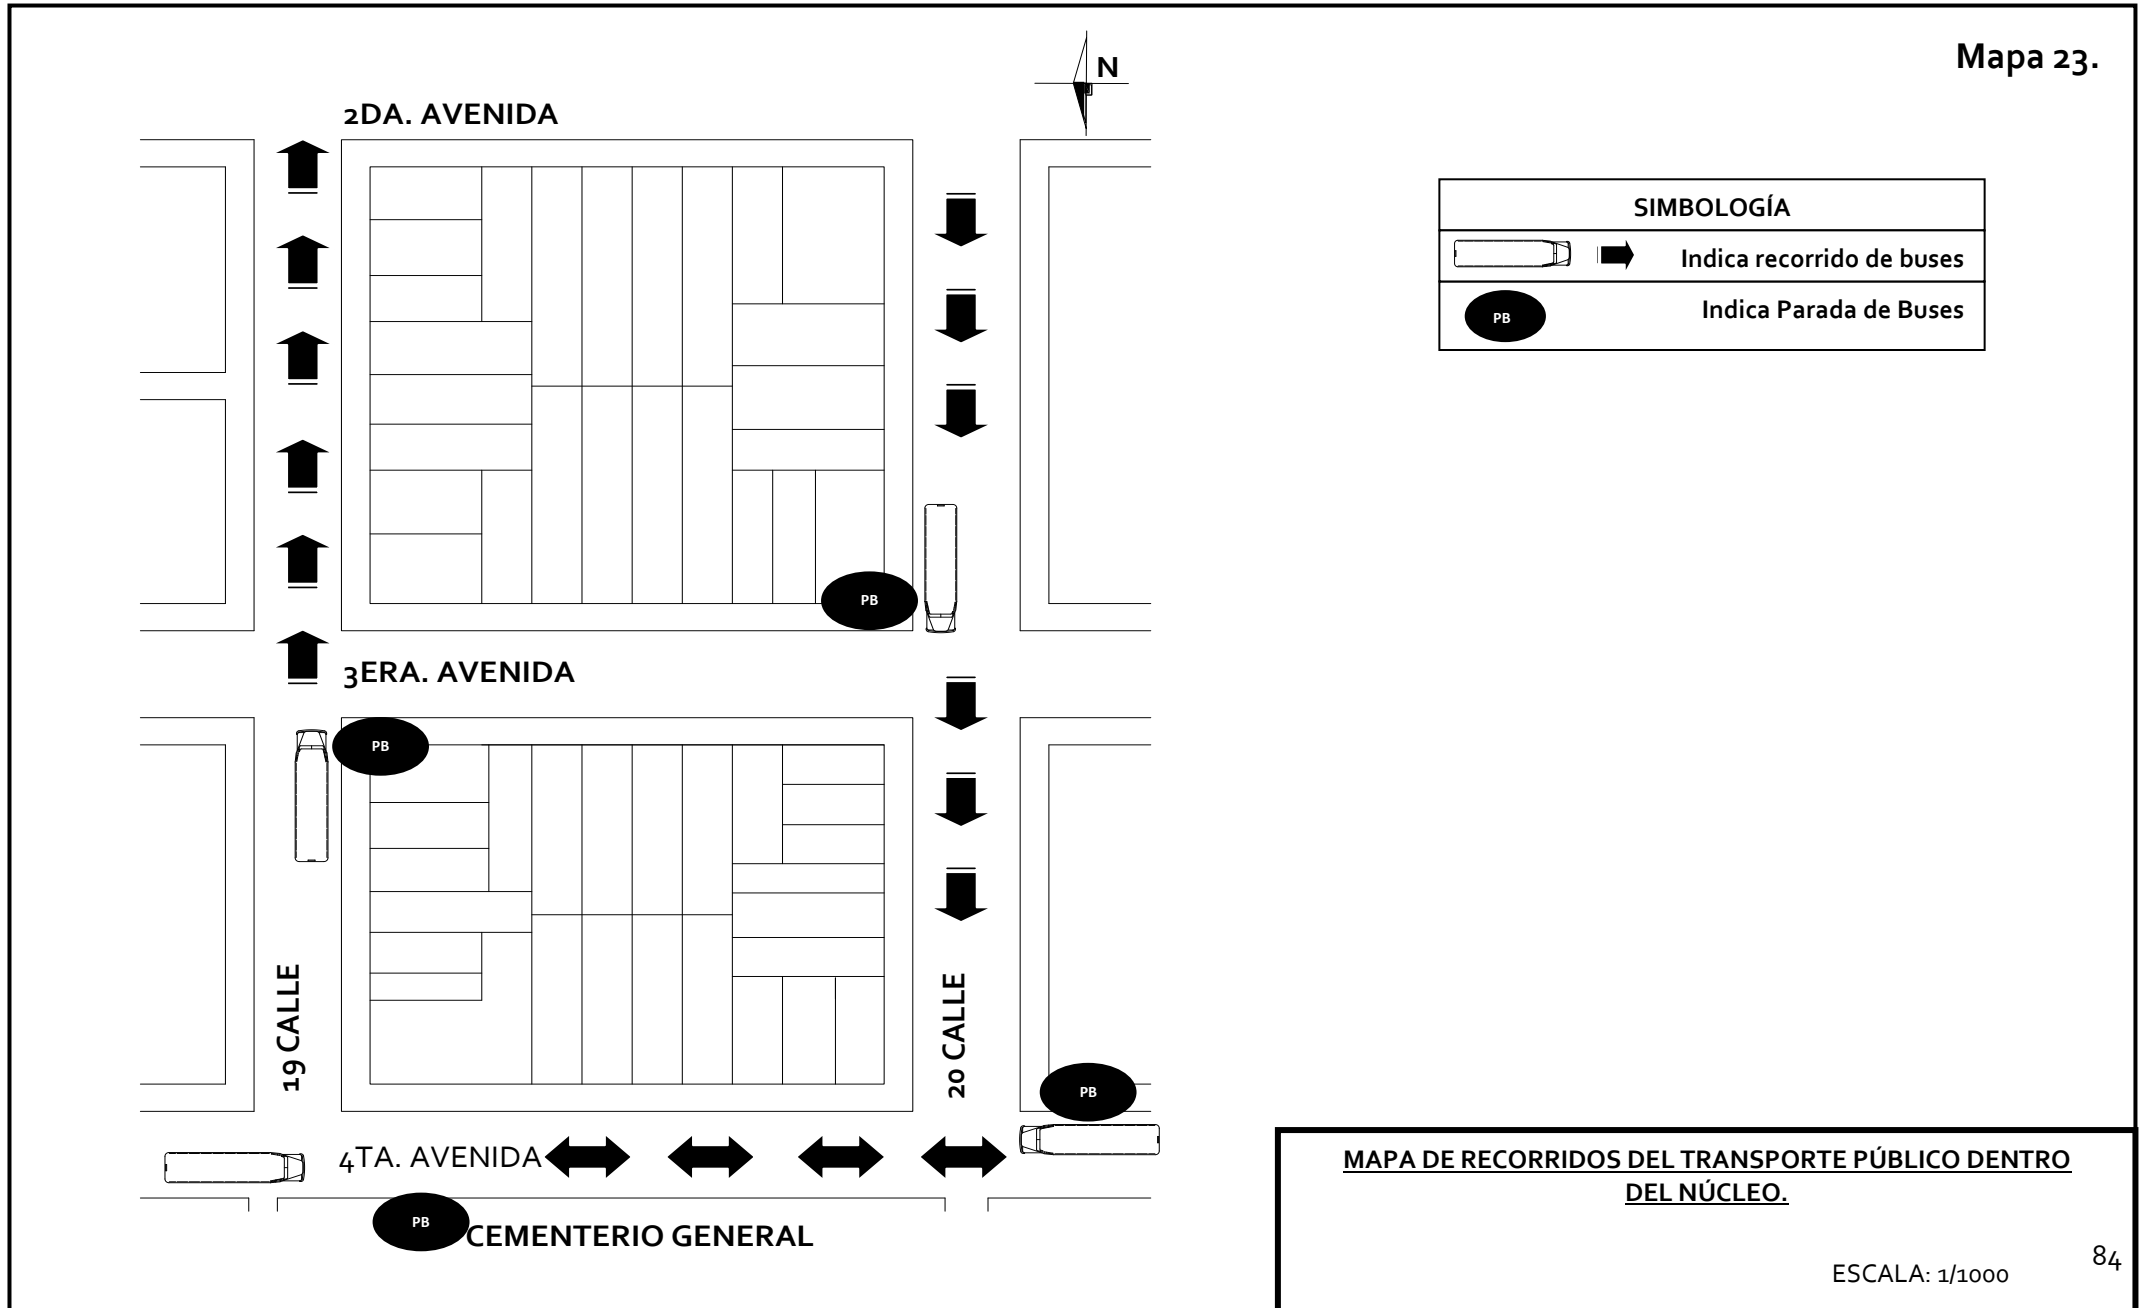 Mapa 23.
N
2DA. AVENIDA
SIMBOLOGÍA
Indica recorrido de buses
PB
Indica Parada de Buses
PB
3ERA. AVENIDA
PB
19 CALLE
20 CALLE
PB
4TA. AVENIDA
PB
CEMENTERIO GENERAL
MAPA DE RECORRIDOS DEL TRANSPORTE PÚBLICO DENTRO
DEL NÚCLEO.
ESCALA: 1/1000
84